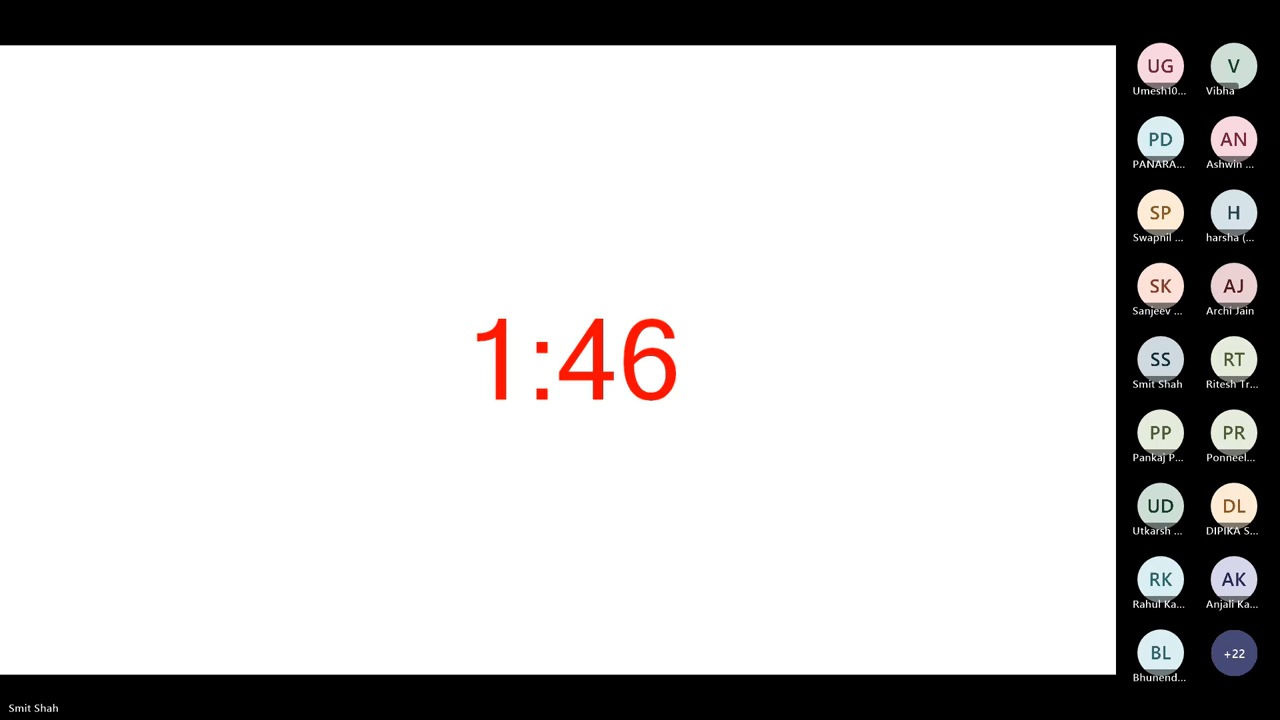 1:46
UG
Umesh10...
V
Vibha
PD
PANARA...
AN
Ashwin ...
SP
Swapnil ...
H
harsha (...
SK
Sanjeev ...
AJ
Archi Jain
SS
Smit Shah
RT
Ritesh Tr...
PP
Pankaj P...
PR
Ponneel...
UD
Utkarsh ...
DL
DIPIKA S...
RK
Rahul Ka...
AK
Anjali Ka...
BL
Bhunend...
+22
Smit Shah